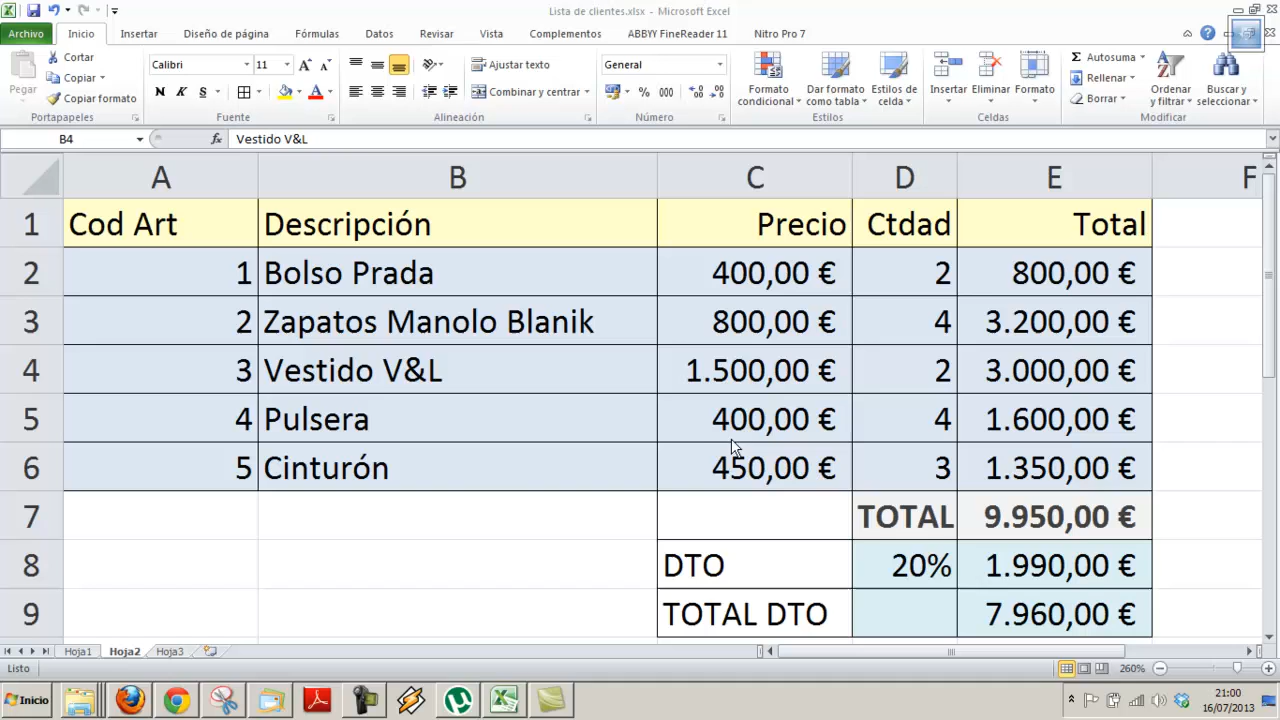 Lista de clientes.xlsx - Microsoft Excel
Archivo Inicio Insertar Diseño de página Fórmulas Datos Revisar Vista Complementos ABBYY FineReader 11 Nitro Pro 7
Pegar Cortar Copiar Copiar formato
Portapapeles
Calibri 11
N K S
Fuente
Ajustar texto
Combinar y centrar
Alineación
General
% 000
Número
Formato condicional Dar formato como tabla Estilos de celda
Estilos
Insertar Eliminar Formato
Celdas
Autosuma
Rellenar
Borrar
Ordenar y filtrar Buscar y seleccionar
Modificar
B4 fx Vestido V&L
A B C D E F
1 Cod Art Descripción Precio Ctdad Total
2 1 Bolso Prada 400,00 € 2 800,00 €
3 2 Zapatos Manolo Blanik 800,00 € 4 3.200,00 €
4 3 Vestido V&L 1.500,00 € 2 3.000,00 €
5 4 Pulsera 400,00 € 4 1.600,00 €
6 5 Cinturón 450,00 € 3 1.350,00 €
7 TOTAL 9.950,00 €
8 DTO 20% 1.990,00 €
9 TOTAL DTO 7.960,00 €
Hoja1 Hoja2 Hoja3
Listo 260%
Inicio 21:00
16/07/2013